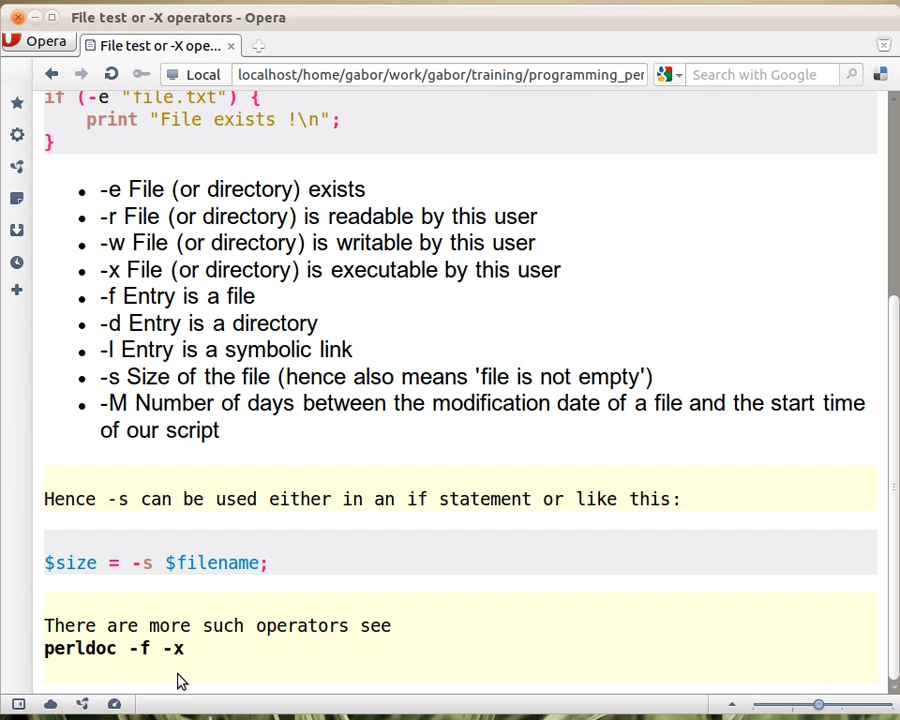 File test or -X operators - Opera
Opera
File test or -X ope...
Local
localhost/home/gabor/work/gabor/training/programming_per
Search with Google
if (-e "file.txt") {
print "File exists !\n";
}
-e File (or directory) exists
-r File (or directory) is readable by this user
-w File (or directory) is writable by this user
-x File (or directory) is executable by this user
-f Entry is a file
-d Entry is a directory
-l Entry is a symbolic link
-s Size of the file (hence also means 'file is not empty')
-M Number of days between the modification date of a file and the start time
of our script
Hence -s can be used either in an if statement or like this:
$size = -s $filename;
There are more such operators see
perldoc -f -x